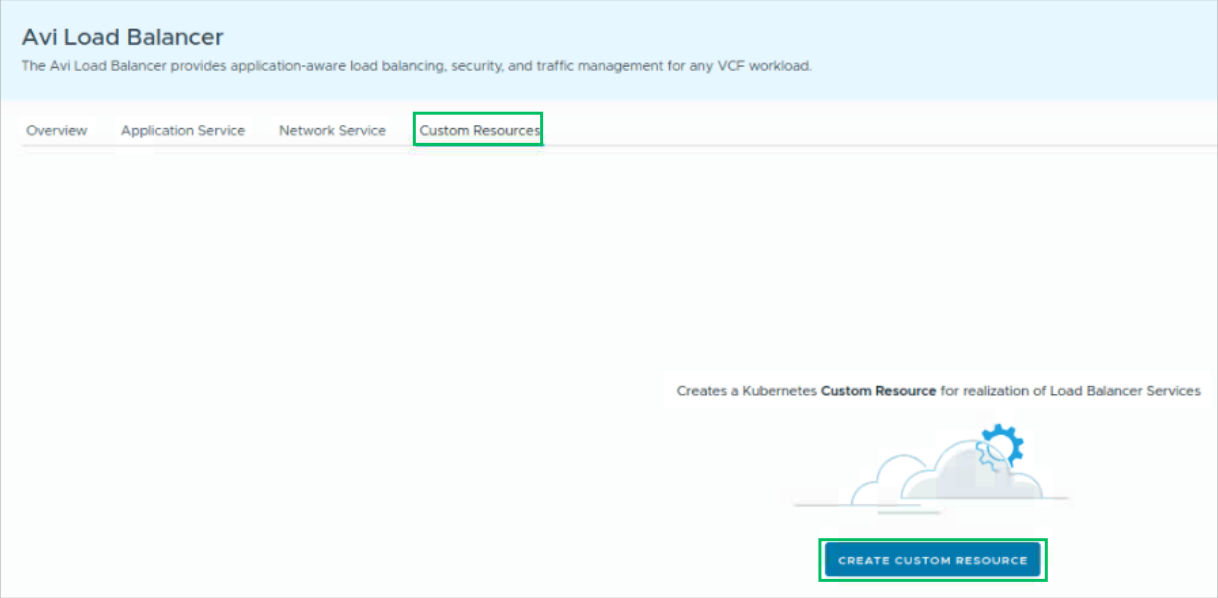 Avi Load Balancer
The Avi Load Balancer provides application-aware load balancing, security, and traffic management for any VCF workload.
Overview Application Service Network Service Custom Resources
Creates a Kubernetes Custom Resource for realization of Load Balancer Services
CREATE CUSTOM RESOURCE